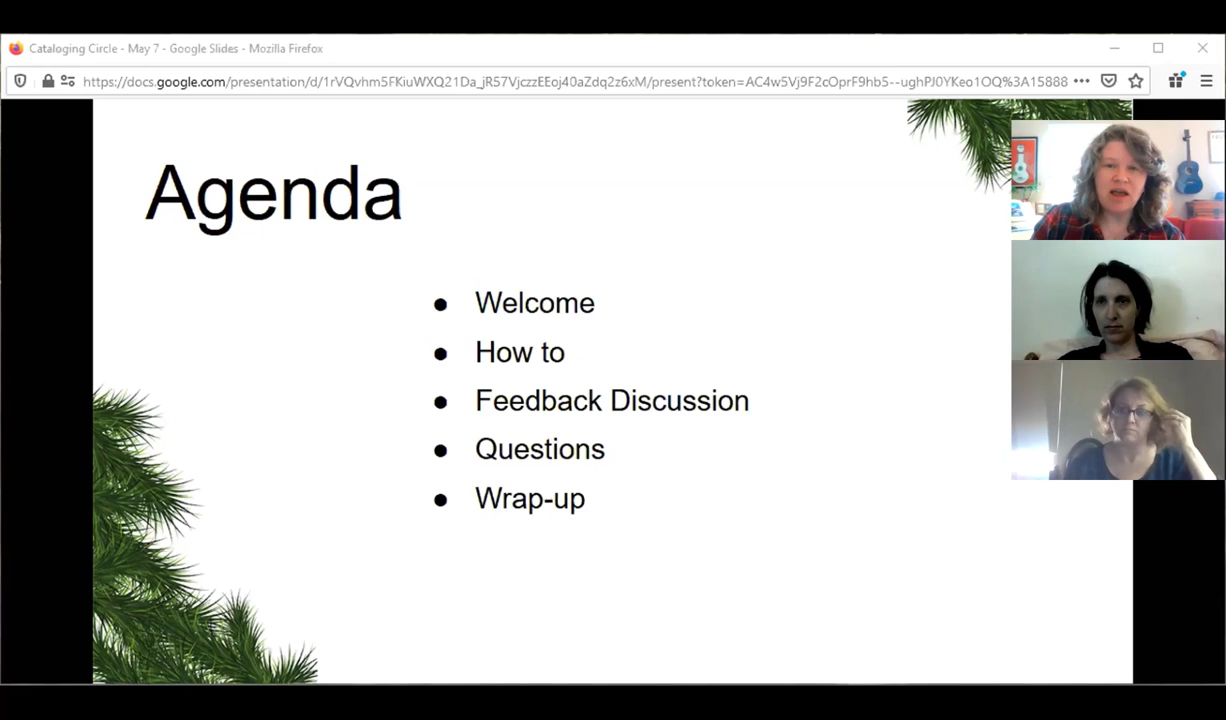 Cataloging Circle - May 7 - Google Slides - Mozilla Firefox
https://docs.google.com/presentation/d/1rVQvhm5FKiuWXQ21Da_jR57VjczzEEoj40aZdq2z6xM/present?token=AC4w5Vj9F2cOprF9hb5--ughPJ0YKeo1OQ%3A15888
Agenda
● Welcome
● How to
● Feedback Discussion
● Questions
● Wrap-up